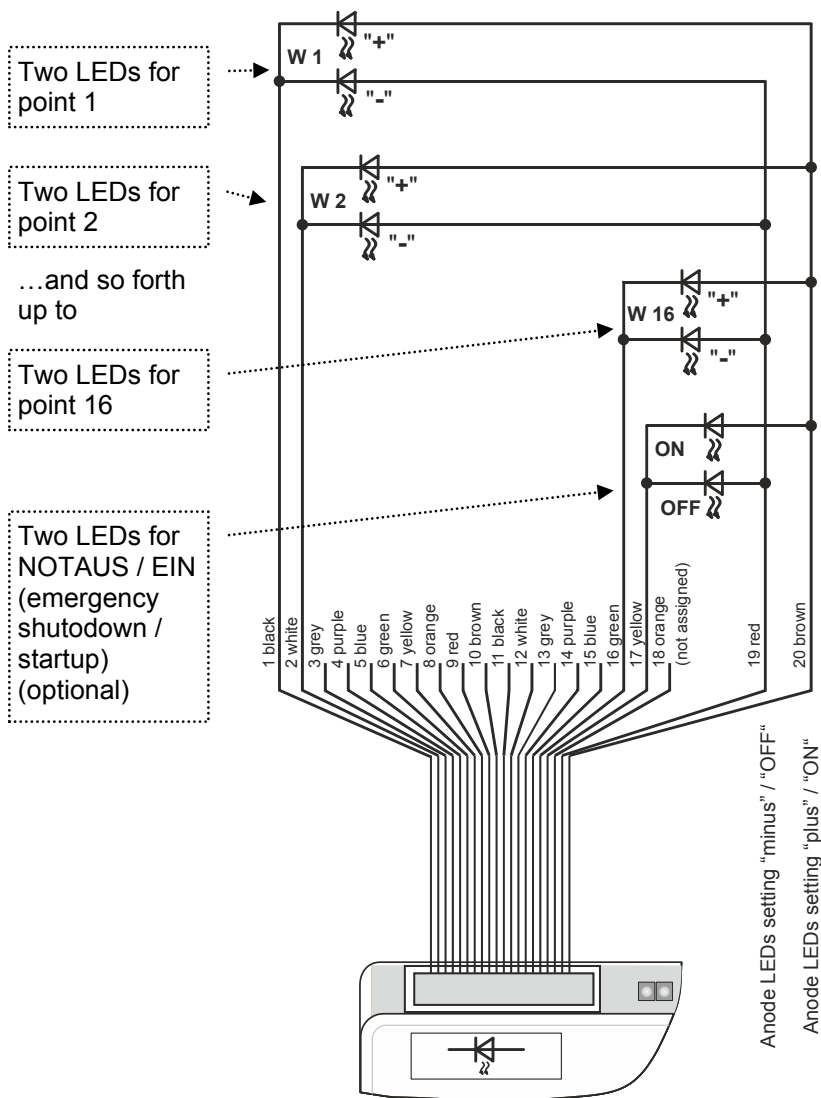 Two LEDs for
point 1
W 1
"+"
"-"
Two LEDs for
point 2
W 2
"+"
"-"
…and so forth
up to
W 16
"+"
"-"
Two LEDs for
point 16
ON
OFF
Two LEDs for
NOTAUS / EIN
(emergency
shutodown /
startup)
(optional)
1 black
2 white
3 grey
4 purple
5 blue
6 green
7 yellow
8 orange
9 red
10 brown
11 black
12 white
13 grey
14 purple
15 blue
16 green
17 yellow
18 orange
(not assigned)
19 red
20 brown
Anode LEDs setting “minus” / “OFF“
Anode LEDs setting “plus” / “ON“